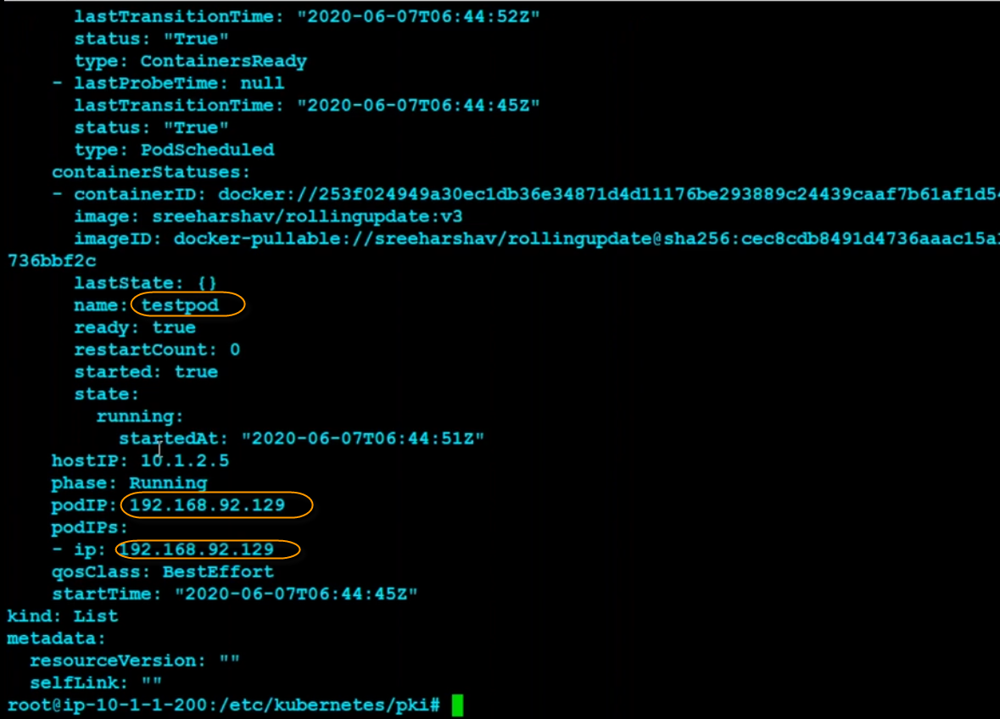 lastTransitionTime: "2020-06-07T06:44:52Z"
status: "True"
type: ContainersReady
- lastProbeTime: null
lastTransitionTime: "2020-06-07T06:44:45Z"
status: "True"
type: PodScheduled
containerStatuses:
- containerID: docker://253f024949a30ec1db36e34871d4d11176be293889c24439caaf7b61af1d54
image: sreeharshav/rollingupdate:v3
imageID: docker-pullable://sreeharshav/rollingupdate@sha256:cec8cdb8491d4736aaac15a1
736bbf2c
lastState: {}
name: testpod
ready: true
restartCount: 0
started: true
state:
running:
startedAt: "2020-06-07T06:44:51Z"
hostIP: 10.1.2.5
phase: Running
podIP: 192.168.92.129
podIPs:
- ip: 192.168.92.129
qosClass: BestEffort
startTime: "2020-06-07T06:44:45Z"
kind: List
metadata:
resourceVersion: ""
selfLink: ""
root@ip-10-1-1-200:/etc/kubernetes/pki#